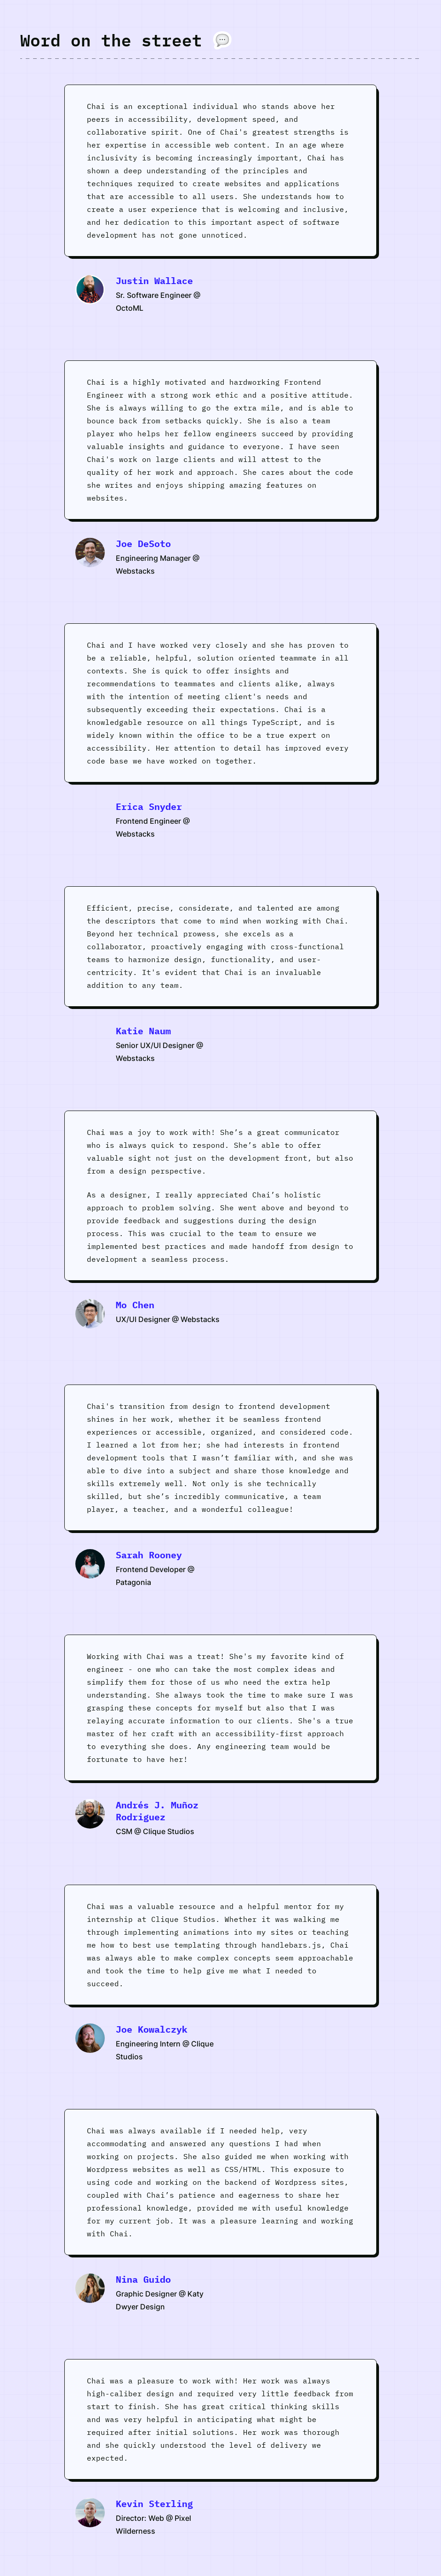 Word on the street 💬
Chai is an exceptional individual who stands above her
peers in accessibility, development speed, and
collaborative spirit. One of Chai's greatest strengths is
her expertise in accessible web content. In an age where
inclusivity is becoming increasingly important, Chai has
shown a deep understanding of the principles and
techniques required to create websites and applications
that are accessible to all users. She understands how to
create a user experience that is welcoming and inclusive,
and her dedication to this important aspect of software
development has not gone unnoticed.
Justin Wallace
Sr. Software Engineer @
OctoML
Chai is a highly motivated and hardworking Frontend
Engineer with a strong work ethic and a positive attitude.
She is always willing to go the extra mile, and is able to
bounce back from setbacks quickly. She is also a team
player who helps her fellow engineers succeed by providing
valuable insights and guidance to everyone. I have seen
Chai's work on large clients and will attest to the
quality of her work and approach. She cares about the code
she writes and enjoys shipping amazing features on
websites.
Joe DeSoto
Engineering Manager @
Webstacks
Chai and I have worked very closely and she has proven to
be a reliable, helpful, solution oriented teammate in all
contexts. She is quick to offer insights and
recommendations to teammates and clients alike, always
with the intention of meeting client's needs and
subsequently exceeding their expectations. Chai is a
knowledgable resource on all things TypeScript, and is
widely known within the office to be a true expert on
accessibility. Her attention to detail has improved every
code base we have worked on together.
Erica Snyder
Frontend Engineer @
Webstacks
Efficient, precise, considerate, and talented are among
the descriptors that come to mind when working with Chai.
Beyond her technical prowess, she excels as a
collaborator, proactively engaging with cross-functional
teams to harmonize design, functionality, and user-
centricity. It's evident that Chai is an invaluable
addition to any team.
Katie Naum
Senior UX/UI Designer @
Webstacks
Chai was a joy to work with! She’s a great communicator
who is always quick to respond. She’s able to offer
valuable sight not just on the development front, but also
from a design perspective.
As a designer, I really appreciated Chai’s holistic
approach to problem solving. She went above and beyond to
provide feedback and suggestions during the design
process. This was crucial to the team to ensure we
implemented best practices and made handoff from design to
development a seamless process.
Mo Chen
UX/UI Designer @ Webstacks
Chai's transition from design to frontend development
shines in her work, whether it be seamless frontend
experiences or accessible, organized, and considered code.
I learned a lot from her; she had interests in frontend
development tools that I wasn’t familiar with, and she was
able to dive into a subject and share those knowledge and
skills extremely well. Not only is she technically
skilled, but she’s incredibly communicative, a team
player, a teacher, and a wonderful colleague!
Sarah Rooney
Frontend Developer @
Patagonia
Working with Chai was a treat! She's my favorite kind of
engineer - one who can take the most complex ideas and
simplify them for those of us who need the extra help
understanding. She always took the time to make sure I was
grasping these concepts for myself but also that I was
relaying accurate information to our clients. She's a true
master of her craft with an accessibility-first approach
to everything she does. Any engineering team would be
fortunate to have her!
Andrés J. Muñoz
Rodriguez
CSM @ Clique Studios
Chai was a valuable resource and a helpful mentor for my
internship at Clique Studios. Whether it was walking me
through implementing animations into my sites or teaching
me how to best use templating through handlebars.js, Chai
was always able to make complex concepts seem approachable
and took the time to help give me what I needed to
succeed.
Joe Kowalczyk
Engineering Intern @ Clique
Studios
Chai was always available if I needed help, very
accommodating and answered any questions I had when
working on projects. She also guided me when working with
Wordpress websites as well as CSS/HTML. This exposure to
using code and working on the backend of Wordpress sites,
coupled with Chai’s patience and eagerness to share her
professional knowledge, provided me with useful knowledge
for my current job. It was a pleasure learning and working
with Chai.
Nina Guido
Graphic Designer @ Katy
Dwyer Design
Chai was a pleasure to work with! Her work was always
high-caliber design and required very little feedback from
start to finish. She has great critical thinking skills
and was very helpful in anticipating what might be
required after initial solutions. Her work was thorough
and she quickly understood the level of delivery we
expected.
Kevin Sterling
Director: Web @ Pixel
Wilderness